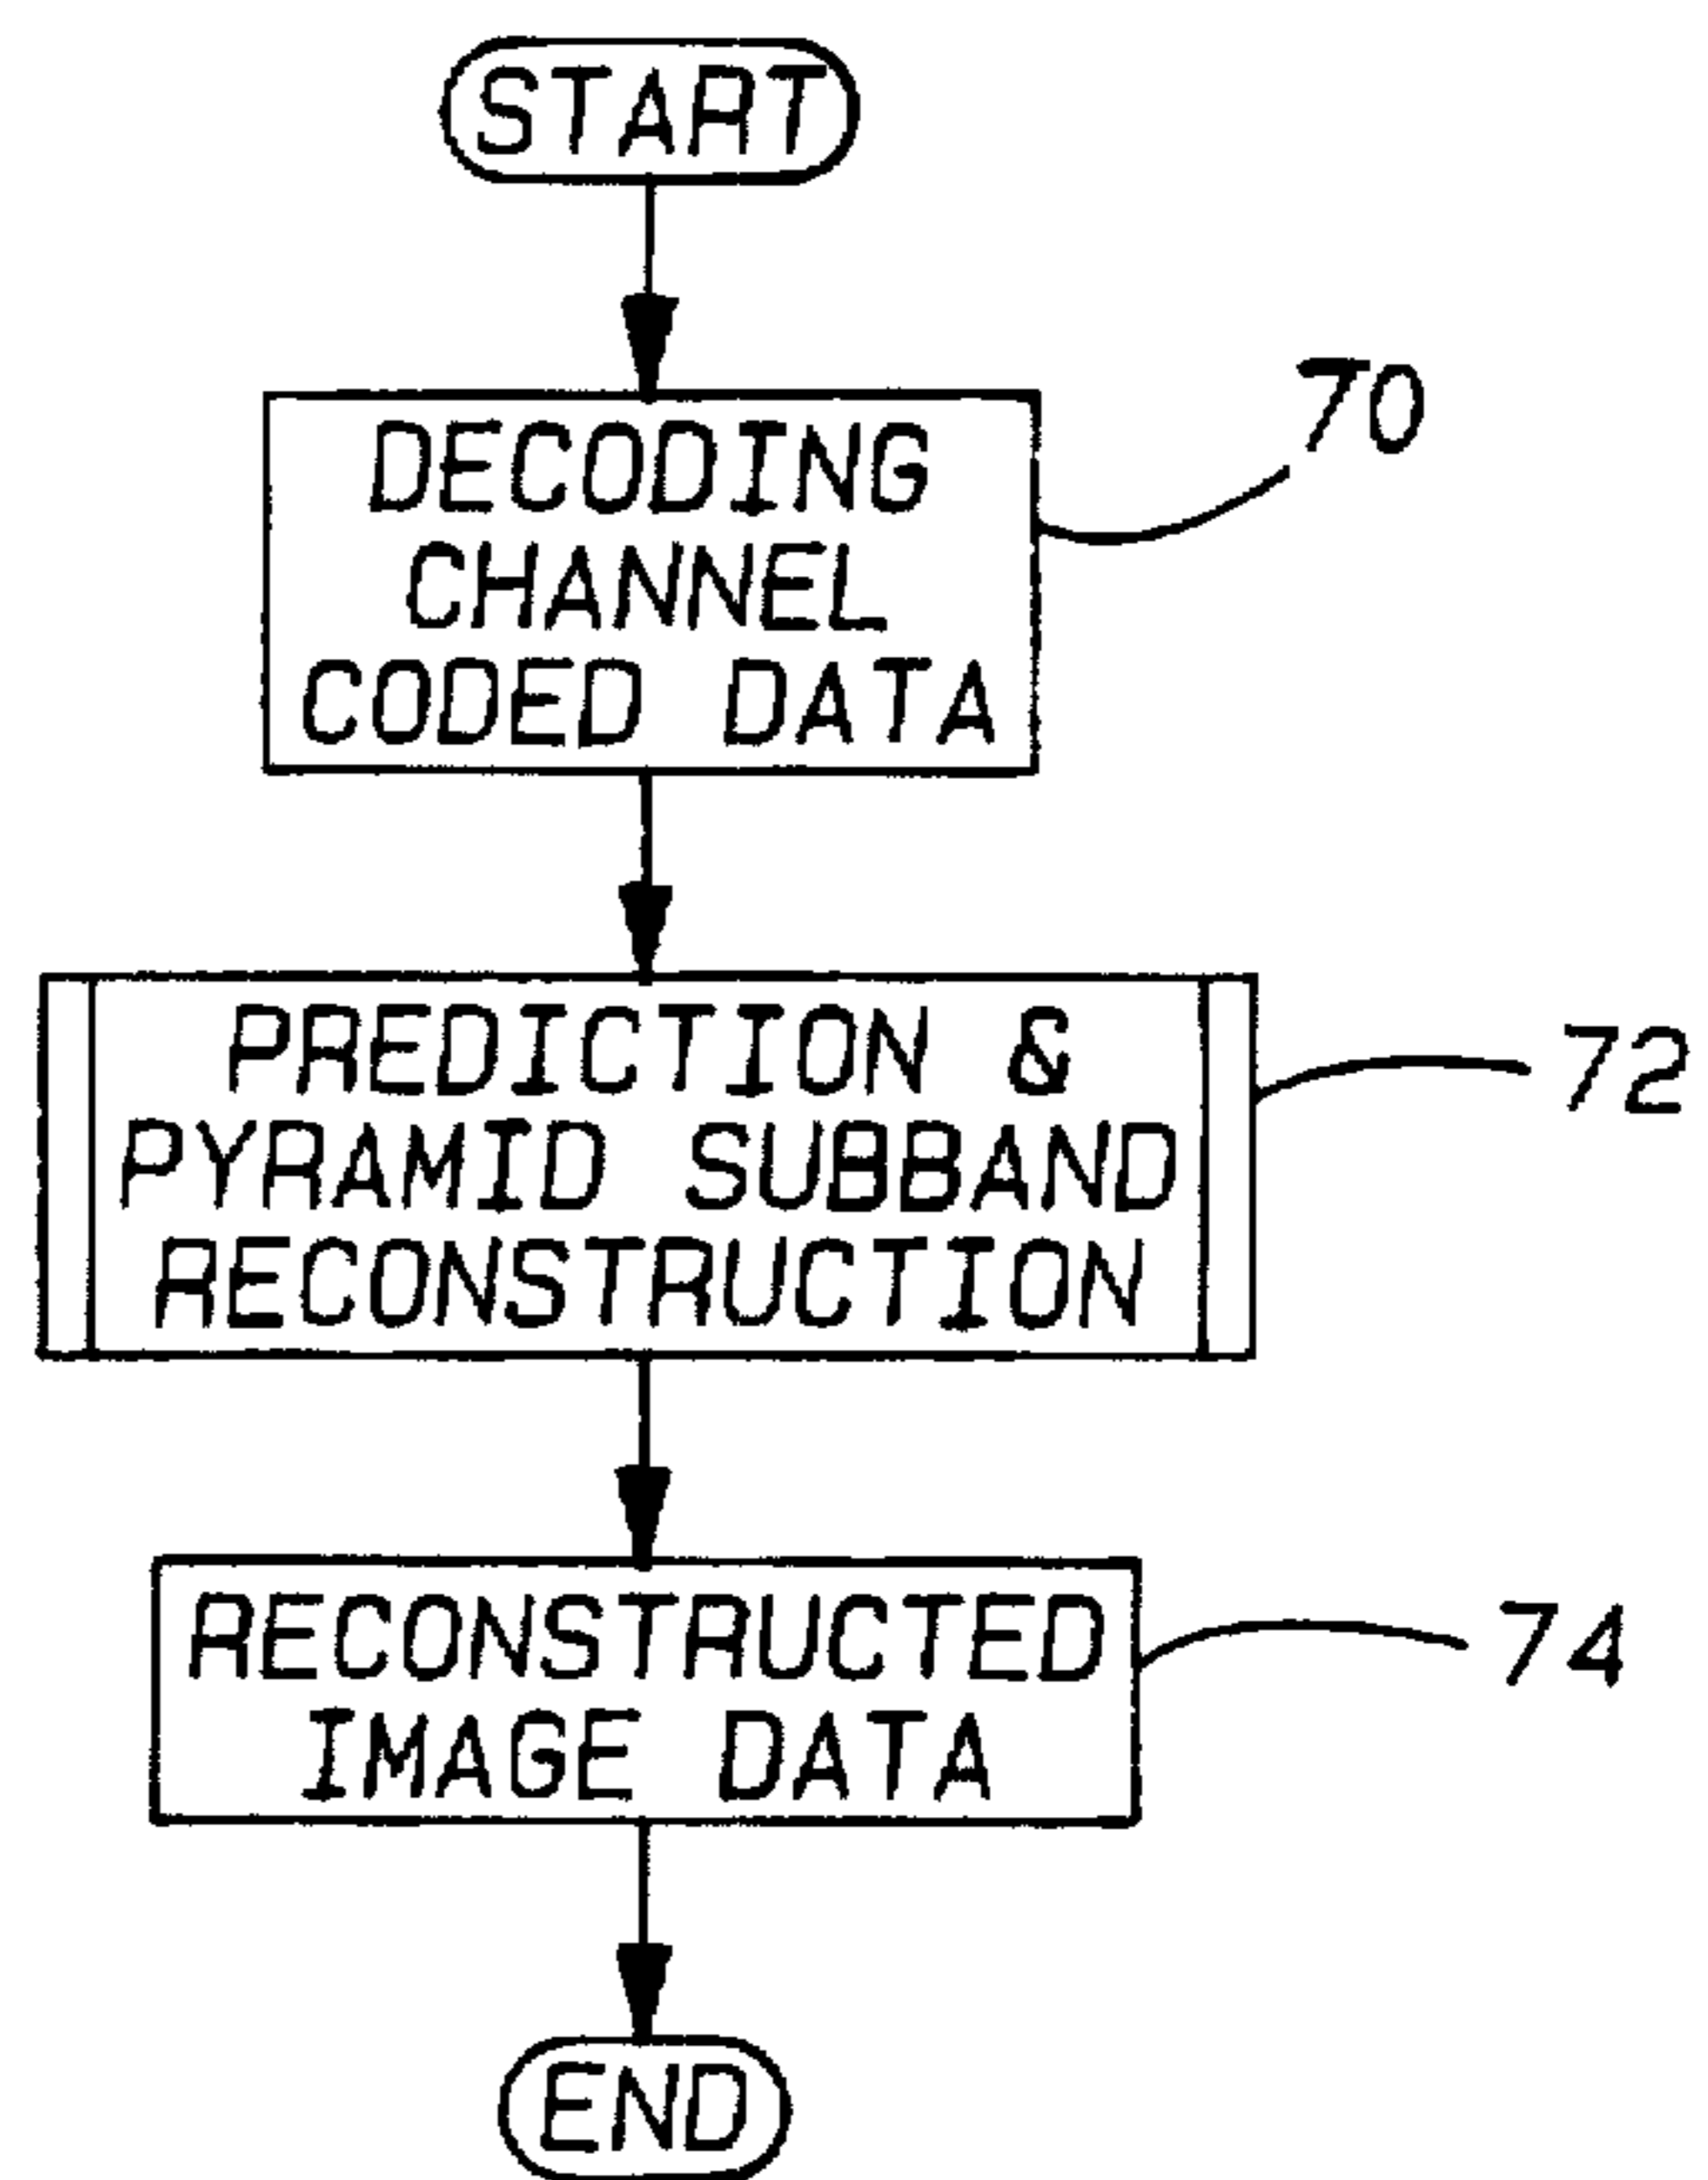 START
DECODING
CHANNEL
CODED DATA
70
PREDICTION &
PYRAMID SUBBAND
RECONSTRUCTION
72
RECONSTRUCTED
IMAGE DATA
74
END